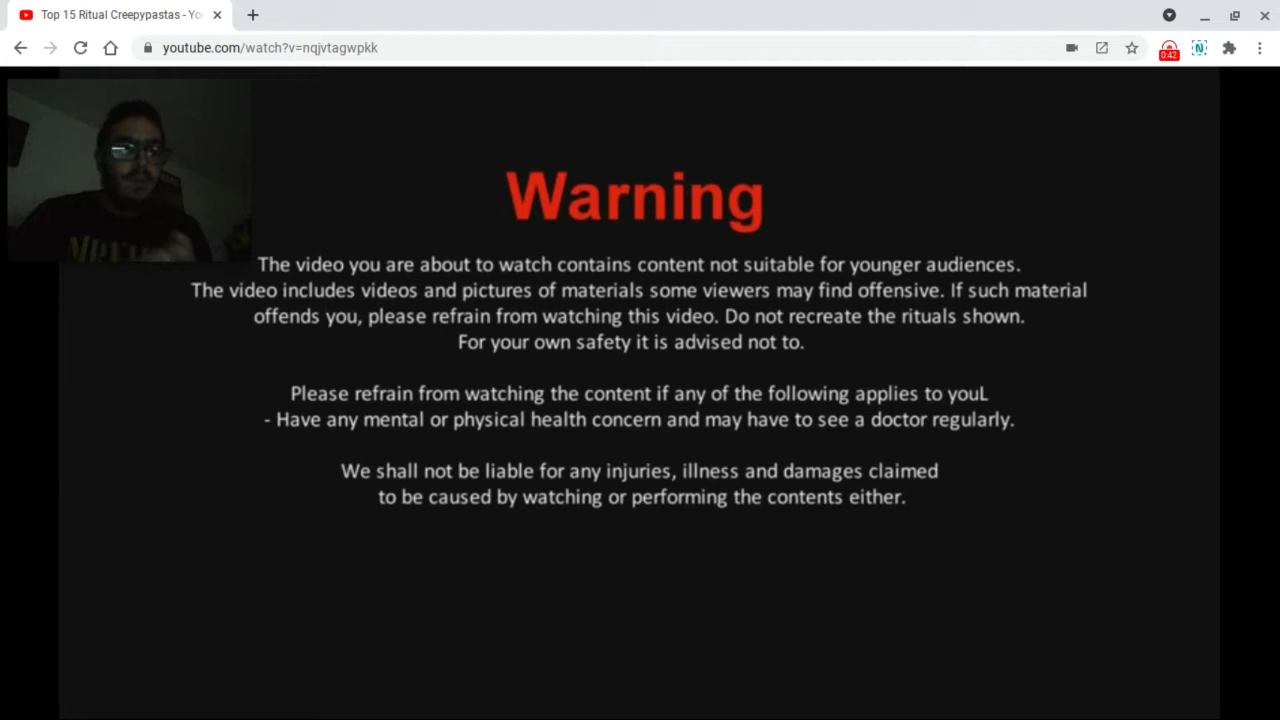 Top 15 Ritual Creepypastas - Yo
youtube.com/watch?v=nqjvtagwpkk
0:42
N
Warning
The video you are about to watch contains content not suitable for younger audiences.
The video includes videos and pictures of materials some viewers may find offensive. If such material
offends you, please refrain from watching this video. Do not recreate the rituals shown.
For your own safety it is advised not to.
Please refrain from watching the content if any of the following applies to youL
- Have any mental or physical health concern and may have to see a doctor regularly.
We shall not be liable for any injuries, illness and damages claimed
to be caused by watching or performing the contents either.